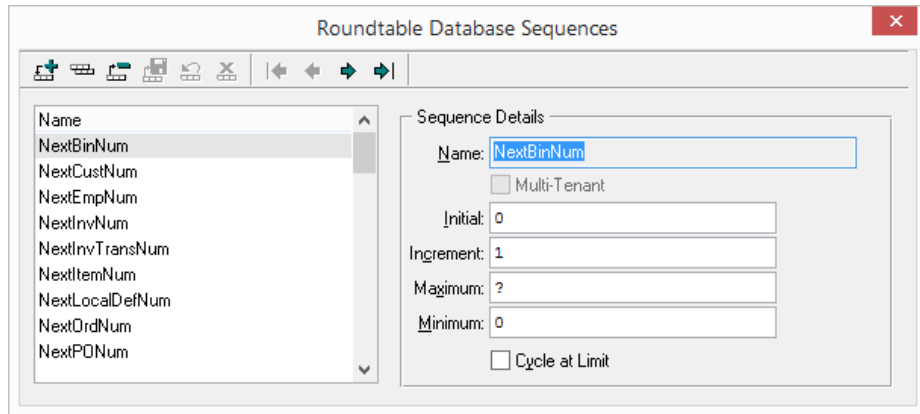 Roundtable Database Sequences
Name
NextBinNum
NextCustNum
NextEmpNum
NextInvNum
NextInvTransNum
NextItemNum
NextLocalDefNum
NextOrdNum
NextPONum
Sequence Details
Name: NextBinNum
Multi-Tenant
Initial: 0
Increment: 1
Maximum: ?
Minimum: 0
Cycle at Limit